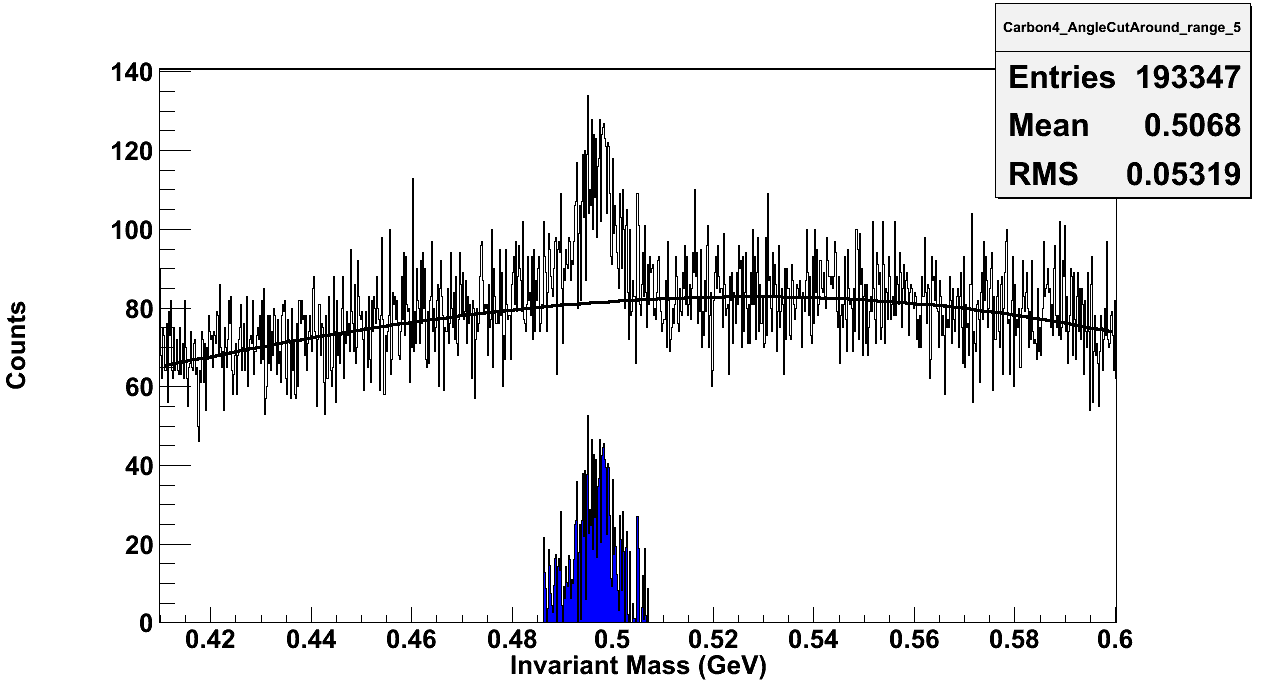 Carbon4_AngleCutAround_range_5
Entries 193347
Mean 0.5068
RMS 0.05319
140
120
100
80
60
40
20
0
Counts
0.42 0.44 0.46 0.48 0.5 0.52 0.54 0.56 0.58 0.6
Invariant Mass (GeV)